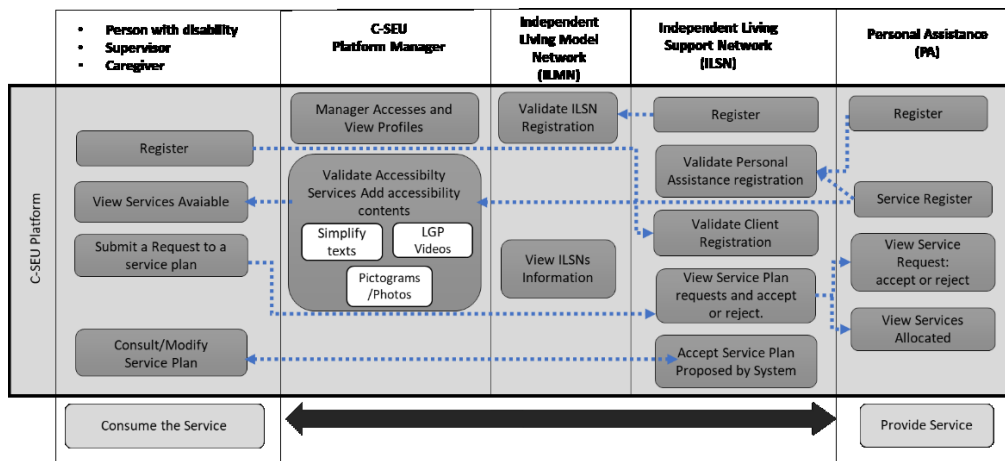 • Person with disability
• Supervisor
• Caregiver
C-SEU
Platform Manager
Independent
Living Model
Network
(ILMN)
Independent Living
Support Network
(ILSN)
Personal Assistance
(PA)
C-SEU Platform
Register
View Services Avaiable
Submit a Request to a
service plan
Consult/Modify
Service Plan
Manager Accesses and
View Profiles
Validate Accessibilty
Services Add accessibility
contents
Simplify
texts
LGP
Videos
Pictograms
/Photos
Validate ILSN
Registration
View ILSNs
Information
Register
Validate Personal
Assistance registration
Validate Client
Registration
View Service Plan
requests and accept
or reject.
Accept Service Plan
Proposed by System
Register
Service Register
View Service
Request:
accept or reject
View Services
Allocated
Consume the Service
Provide Service